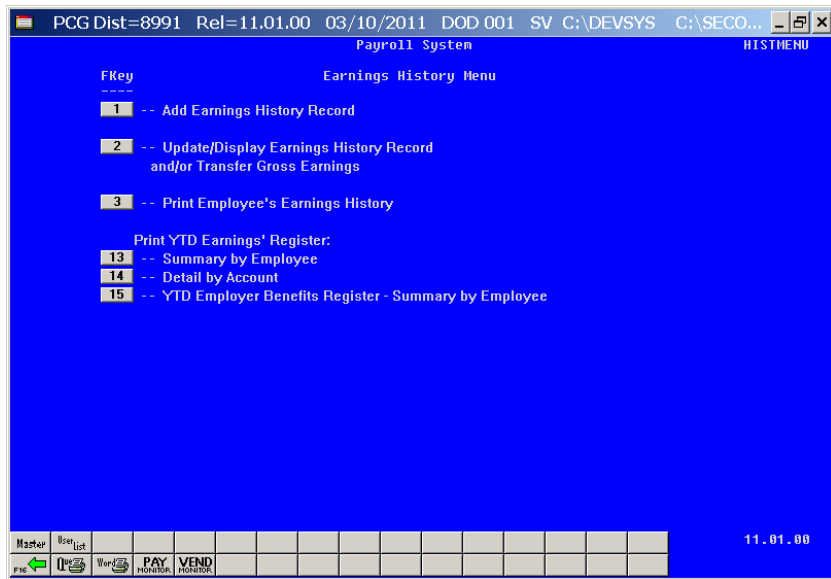 PCG Dist=8991 Rel=11.01.00 03/10/2011 DOD 001 SV C:\DEVSYS C:\SECO...
Payroll System HISTMENU
FKey Earnings History Menu
----
1 -- Add Earnings History Record
2 -- Update/Display Earnings History Record
and/or Transfer Gross Earnings
3 -- Print Employee's Earnings History
Print YTD Earnings' Register:
13 -- Summary by Employee
14 -- Detail by Account
15 -- YTD Employer Benefits Register - Summary by Employee
Master User List 11.01.00
F16 Que Word PAY MONITOR VEND MONITOR